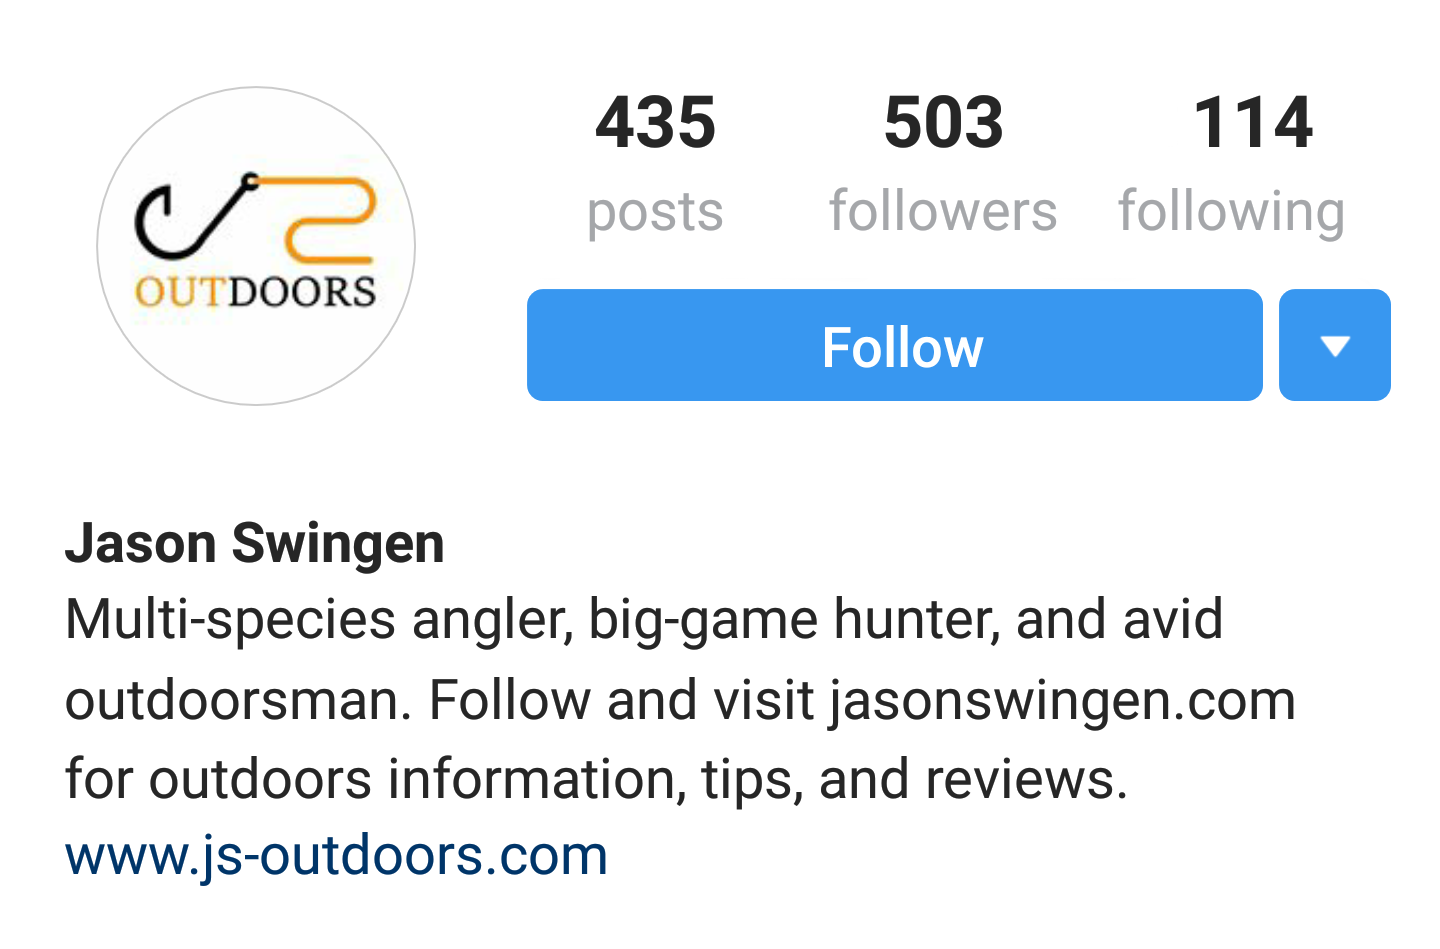 435 503 114
posts followers following
OUTDOORS
Follow
Jason Swingen
Multi-species angler, big-game hunter, and avid
outdoorsman. Follow and visit jasonswingen.com
for outdoors information, tips, and reviews.
www.js-outdoors.com